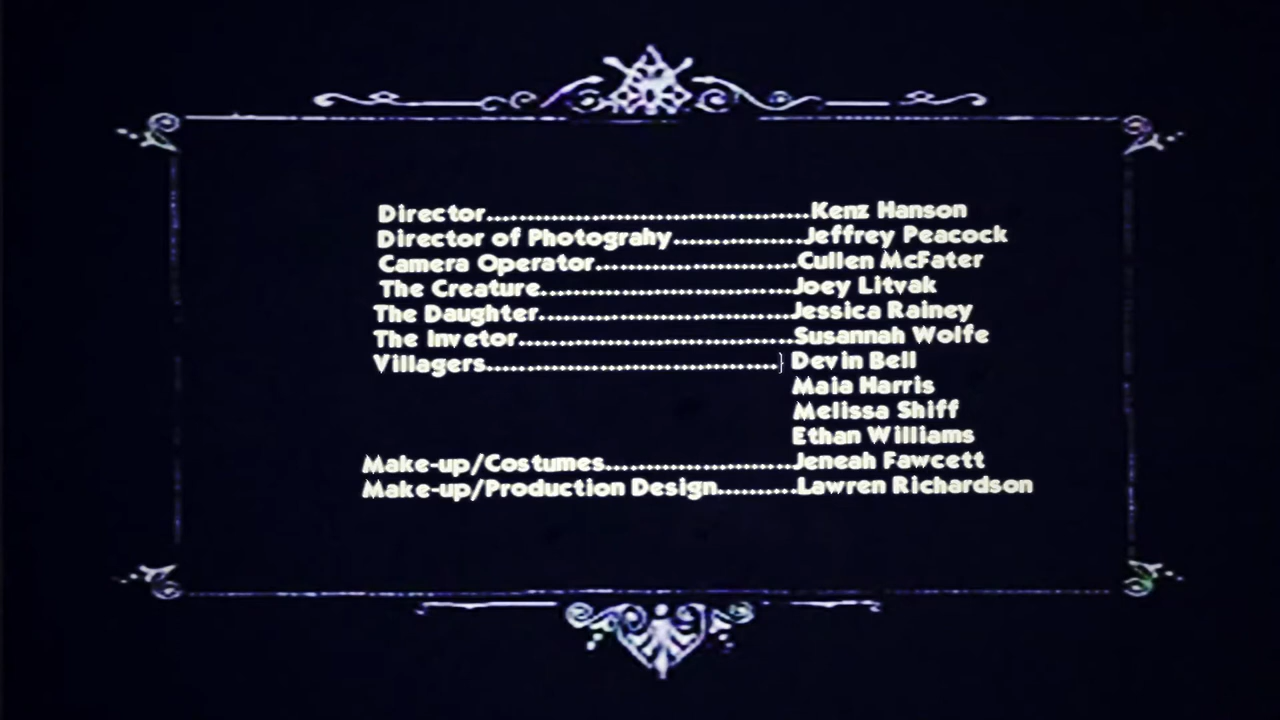 Director..........................................Kenz Hanson
Director of Photograhy.................Jeffrey Peacock
Camera Operator..........................Cullen McFater
The Creature.................................Joey Litvak
The Daughter.................................Jessica Rainey
The Invetor....................................Susannah Wolfe
Villagers......................................} Devin Bell
Maia Harris
Melissa Shiff
Ethan Williams
Make-up/Costumes........................Jeneah Fawcett
Make-up/Production Design..........Lawren Richardson